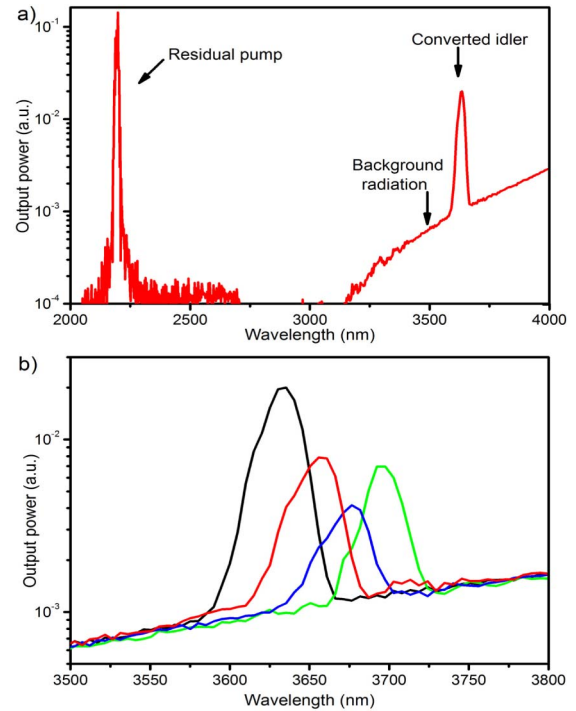 a)
Output power (a.u.)
10⁻¹
10⁻²
10⁻³
10⁻⁴
Residual pump
Converted idler
Background
radiation
2000 2500 3000 3500 4000
Wavelength (nm)
b)
Output power (a.u.)
10⁻²
10⁻³
3500 3550 3600 3650 3700 3750 3800
Wavelength (nm)